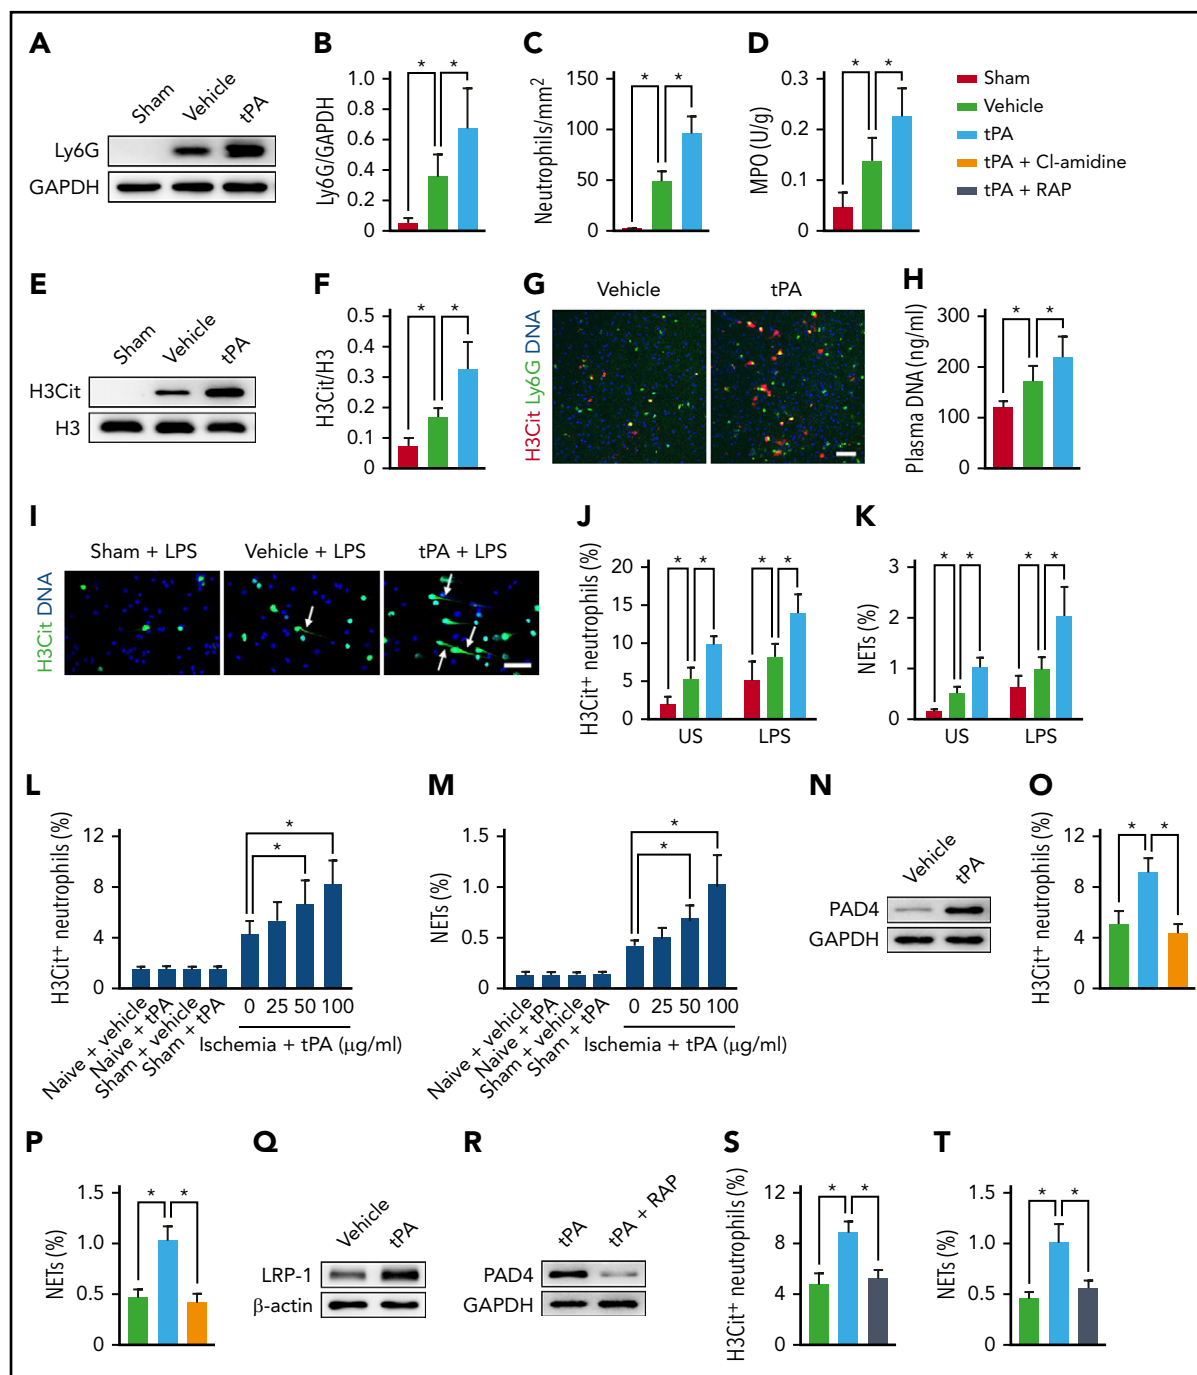 A
Sham
Vehicle
tPA
Ly6G
GAPDH
B
Ly6G/GAPDH
1.0
0.8
0.6
0.4
0.2
0
*
*
C
Neutrophils/mm²
150
100
50
0
*
*
D
MPO (U/g)
0.3
0.2
0.1
0
*
*
Sham
Vehicle
tPA
tPA + Cl-amidine
tPA + RAP
E
Sham
Vehicle
tPA
H3Cit
H3
F
H3Cit/H3
0.5
0.4
0.3
0.2
0.1
0
*
*
G
Vehicle
tPA
H3Cit Ly6G DNA
H
Plasma DNA (ng/ml)
300
200
100
0
*
*
I
Sham + LPS
Vehicle + LPS
tPA + LPS
H3Cit DNA
J
H3Cit⁺ neutrophils (%)
20
15
10
5
0
*
*
*
*
US
LPS
K
NETs (%)
3
2
1
0
*
*
*
*
US
LPS
L
H3Cit⁺ neutrophils (%)
12
8
4
0
*
*
Naive + vehicle
Naive + tPA
Sham + vehicle
Sham + tPA
0 25 50 100
Ischemia + tPA (μg/ml)
M
NETs (%)
1.5
1.0
0.5
0
*
*
Naive + vehicle
Naive + tPA
Sham + vehicle
Sham + tPA
0 25 50 100
Ischemia + tPA (μg/ml)
N
Vehicle
tPA
PAD4
GAPDH
O
H3Cit⁺ neutrophils (%)
12
8
4
0
*
*
P
NETs (%)
1.5
1.0
0.5
0
*
*
Q
Vehicle
tPA
LRP-1
β-actin
R
tPA
tPA + RAP
PAD4
GAPDH
S
H3Cit⁺ neutrophils (%)
12
8
4
0
*
*
T
NETs (%)
1.5
1.0
0.5
0
*
*